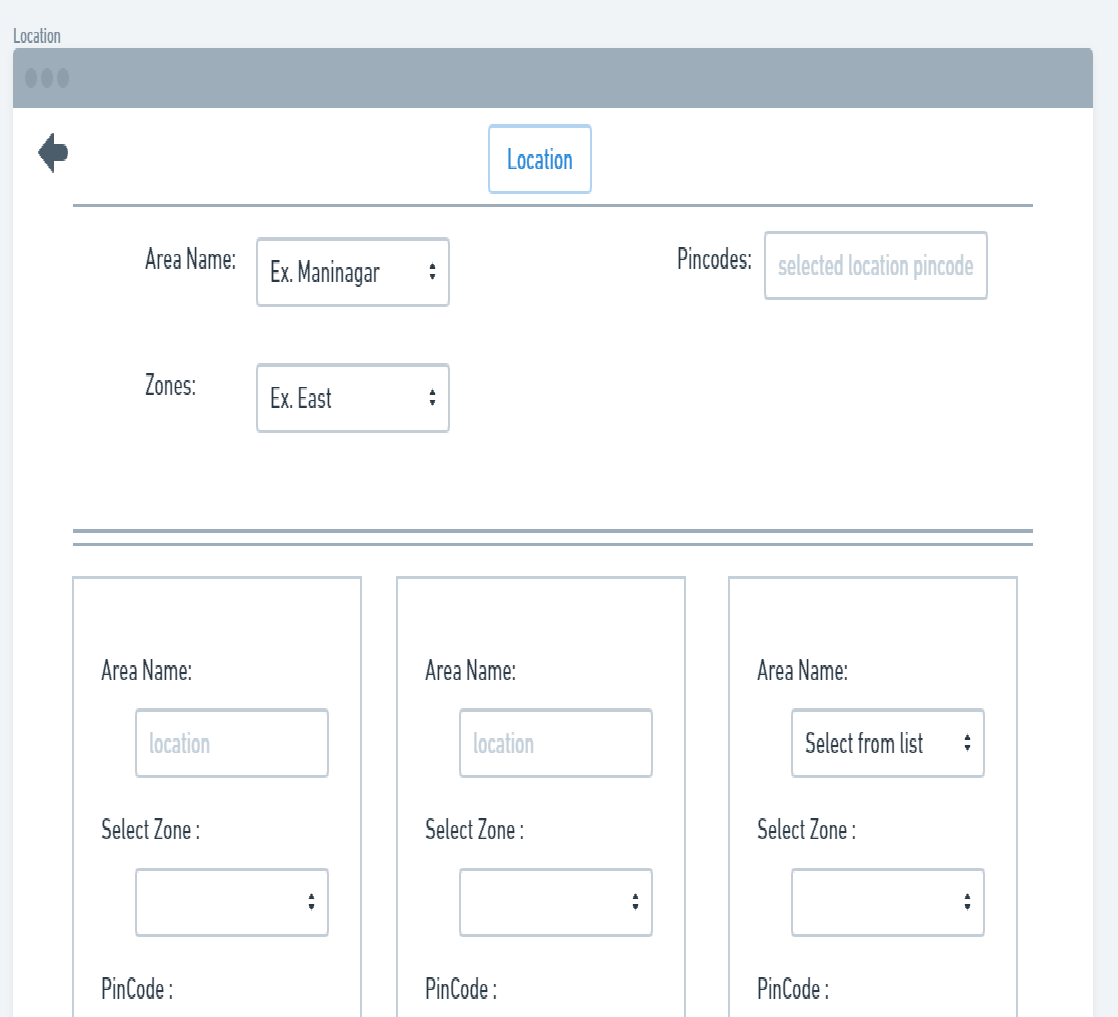 Location
Location
Area Name:
Ex. Maninagar
Pincodes:
selected location pincode
Zones:
Ex. East
Area Name:
location
Select Zone :
PinCode :
Area Name:
location
Select Zone :
PinCode :
Area Name:
Select from list
Select Zone :
PinCode :